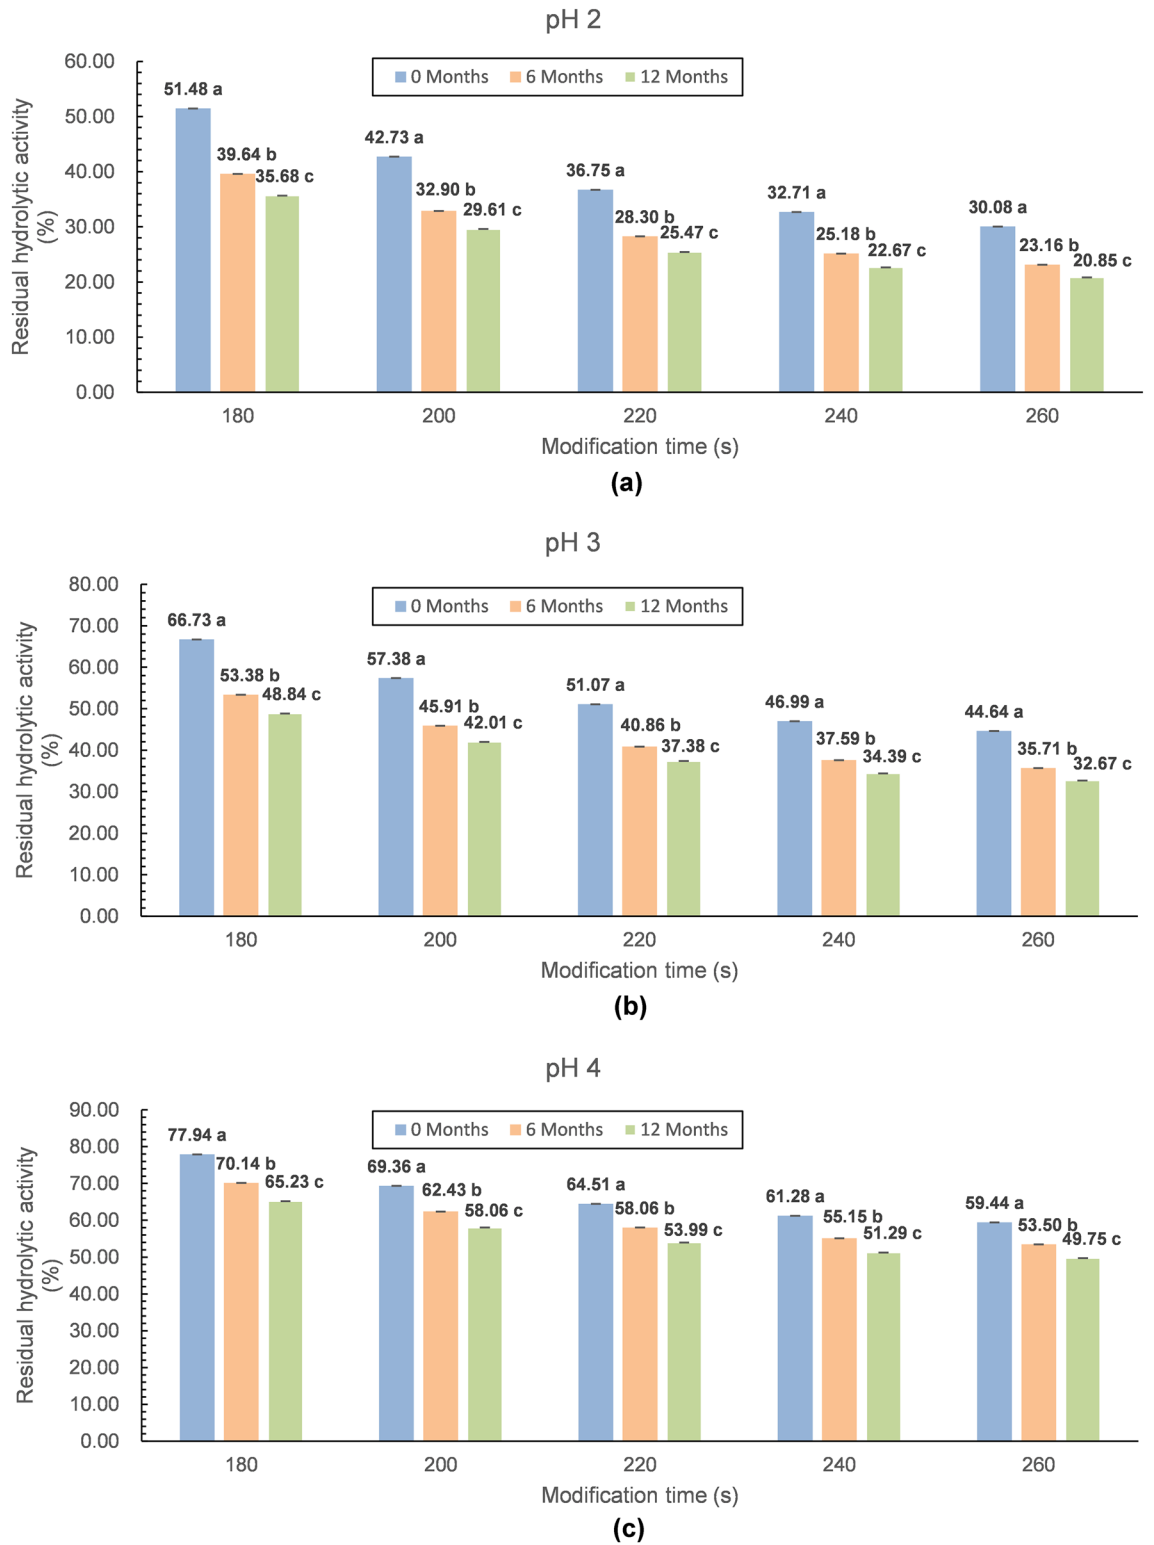 pH 2
0 Months 6 Months 12 Months
Residual hydrolytic activity
(%)
60.00
50.00
40.00
30.00
20.00
10.00
0.00
51.48 a
39.64 b
35.68 c
42.73 a
32.90 b
29.61 c
36.75 a
28.30 b
25.47 c
32.71 a
25.18 b
22.67 c
30.08 a
23.16 b
20.85 c
180 200 220 240 260
Modification time (s)
(a)
pH 3
0 Months 6 Months 12 Months
Residual hydrolytic activity
(%)
80.00
70.00
60.00
50.00
40.00
30.00
20.00
10.00
0.00
66.73 a
53.38 b
48.84 c
57.38 a
45.91 b
42.01 c
51.07 a
40.86 b
37.38 c
46.99 a
37.59 b
34.39 c
44.64 a
35.71 b
32.67 c
180 200 220 240 260
Modification time (s)
(b)
pH 4
0 Months 6 Months 12 Months
Residual hydrolytic activity
(%)
90.00
80.00
70.00
60.00
50.00
40.00
30.00
20.00
10.00
0.00
77.94 a
70.14 b
65.23 c
69.36 a
62.43 b
58.06 c
64.51 a
58.06 b
53.99 c
61.28 a
55.15 b
51.29 c
59.44 a
53.50 b
49.75 c
180 200 220 240 260
Modification time (s)
(c)